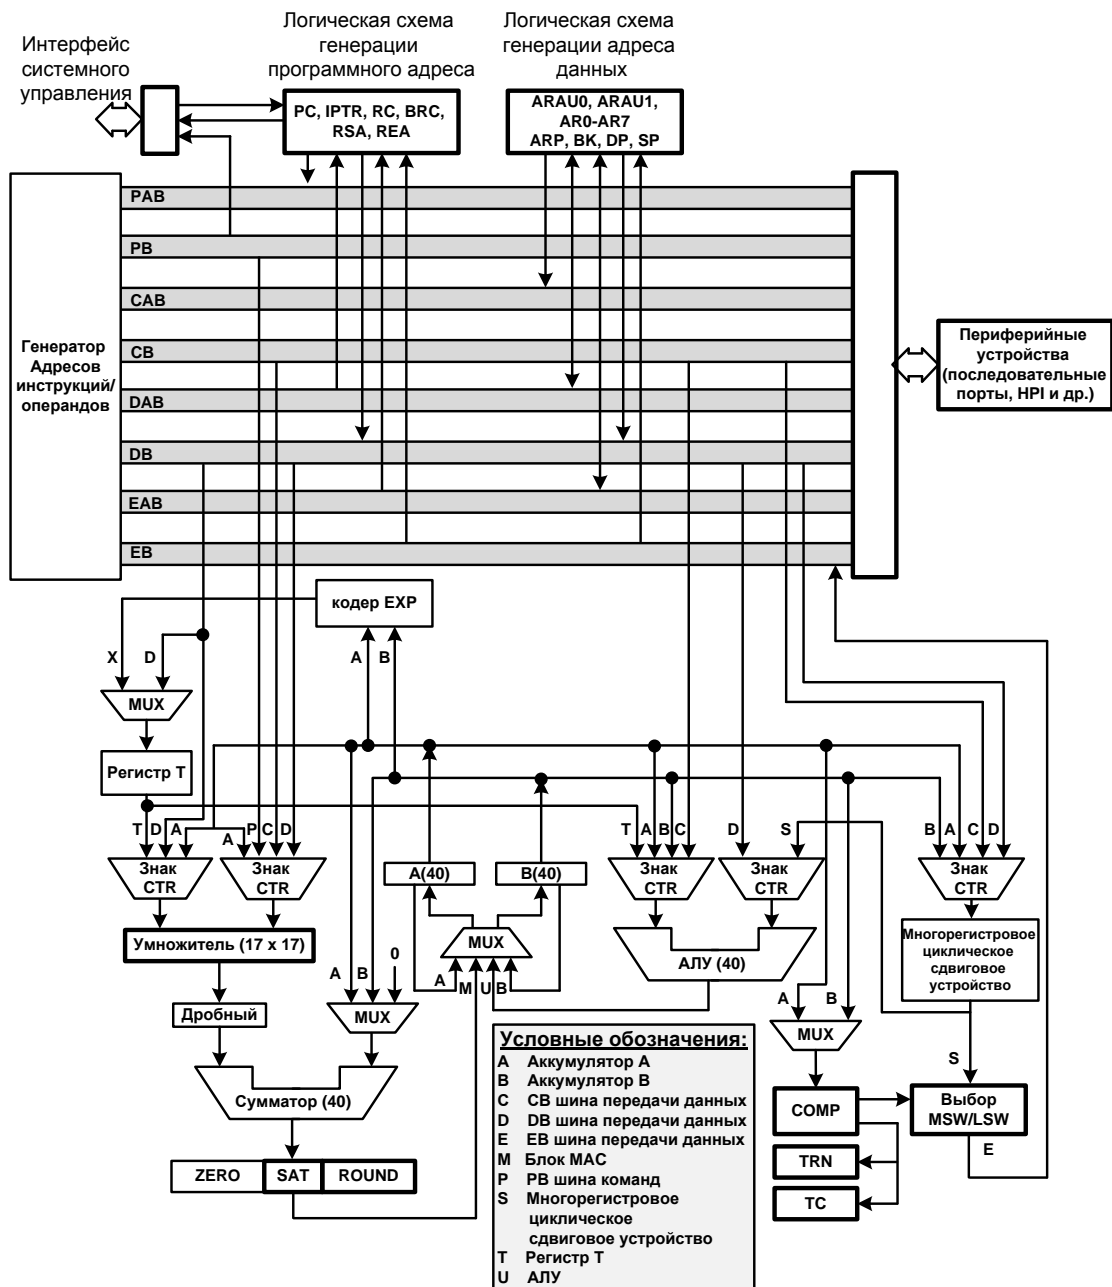 Интерфейс
системного
управления
Логическая схема
генерации
программного адреса
Логическая схема
генерации адреса
данных
PC, IPTR, RC, BRC,
RSA, REA
ARAU0, ARAU1,
AR0-AR7
ARP, BK, DP, SP
Генератор
Адресов
инструкций/
операндов
PAB
PB
CAB
CB
DAB
DB
EAB
EB
Периферийные
устройства
(последовательные
порты, HPI и др.)
кодер EXP
X
D
A
B
MUX
Регистр T
T
D
A
A
P
C
D
T
A
B
C
D
S
B
A
C
D
Знак
CTR
Знак
CTR
A(40)
B(40)
Знак
CTR
Знак
CTR
Знак
CTR
Умножитель (17 x 17)
MUX
АЛУ (40)
Многорегистровое
циклическое
сдвиговое
устройство
A
B
0
A
M
U
B
A
B
Дробный
MUX
MUX
S
Сумматор (40)
COMP
Выбор
MSW/LSW
E
ZERO
SAT
ROUND
TRN
TC
Условные обозначения:
A Аккумулятор A
B Аккумулятор B
C CB шина передачи данных
D DB шина передачи данных
E EB шина передачи данных
M Блок MAC
P PB шина команд
S Многорегистровое
циклическое
сдвиговое устройство
T Регистр T
U АЛУ